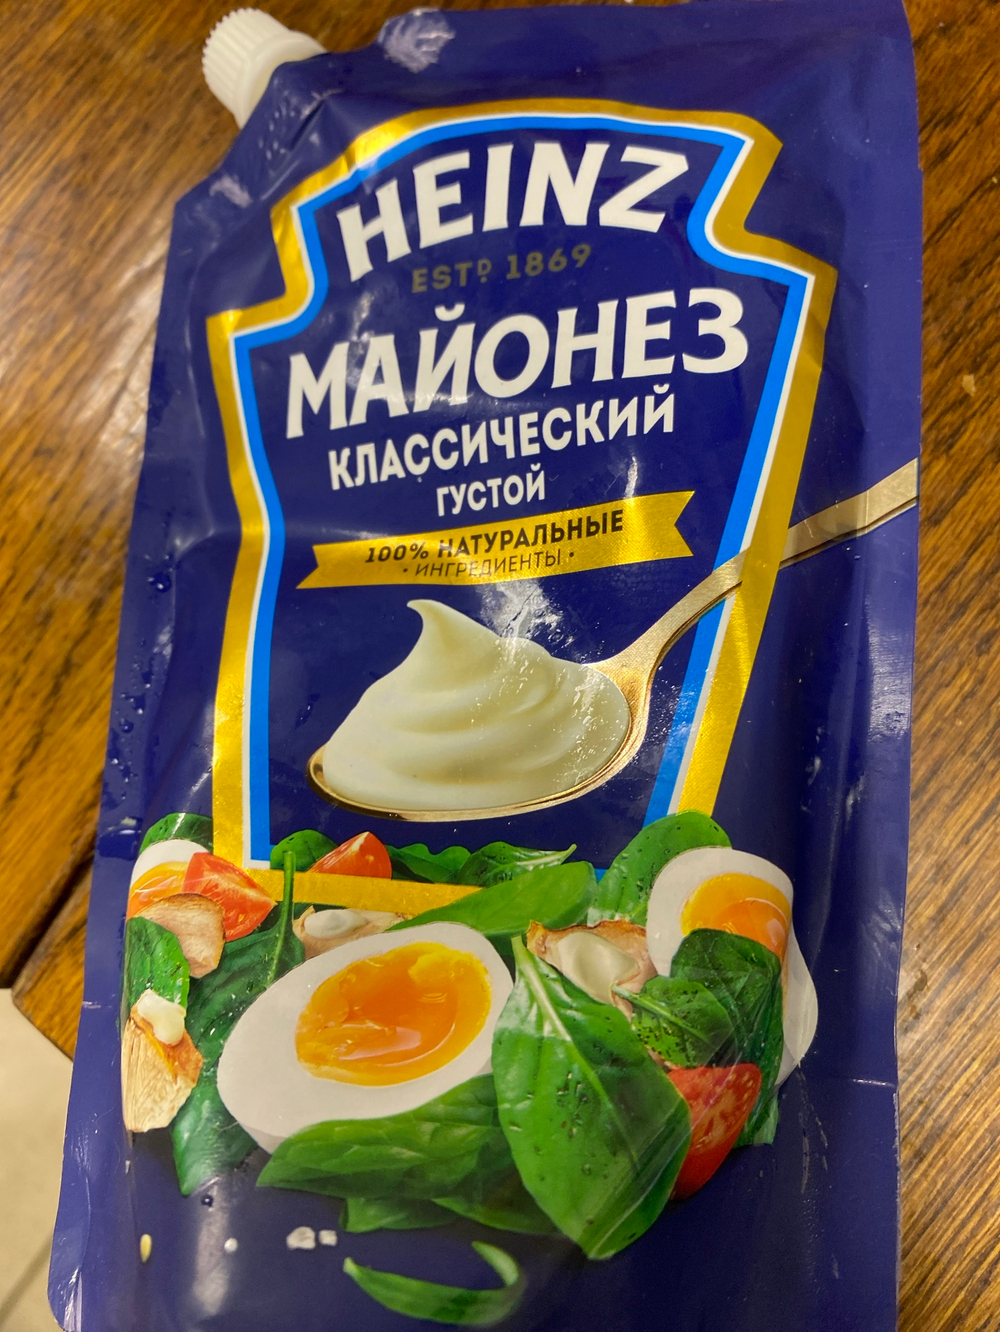 HEINZ
ESTD 1869
МАЙОНЕЗ
КЛАССИЧЕСКИЙ
ГУСТОЙ
100% НАТУРАЛЬНЫЕ
• ИНГРЕДИЕНТЫ •